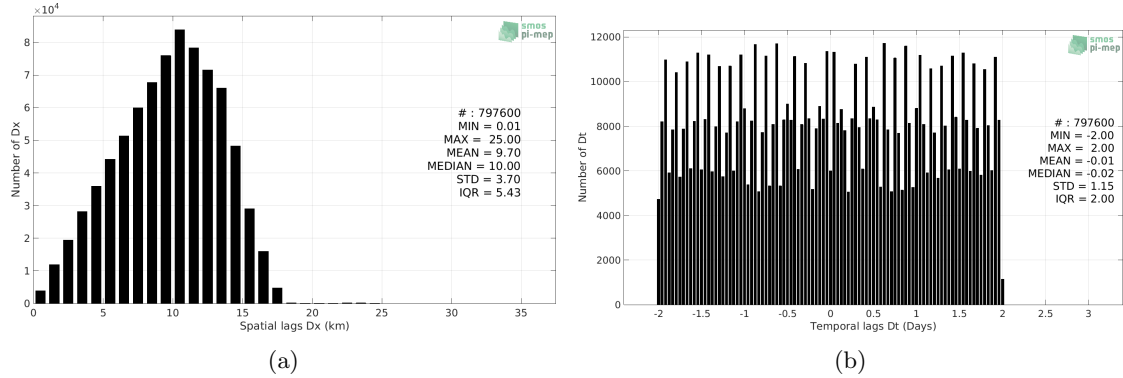 ×10⁴
smos
pi-mep
8
7
6
5
4
3
2
1
0
Number of Dx
# : 797600
MIN = 0.01
MAX = 25.00
MEAN = 9.70
MEDIAN = 10.00
STD = 3.70
IQR = 5.43
0 5 10 15 20 25 30 35
Spatial lags Dx (km)
(a)
smos
pi-mep
12000
10000
8000
6000
4000
2000
0
Number of Dt
# : 797600
MIN = -2.00
MAX = 2.00
MEAN = -0.01
MEDIAN = -0.02
STD = 1.15
IQR = 2.00
-2 -1.5 -1 -0.5 0 0.5 1 1.5 2 2.5 3
Temporal lags Dt (Days)
(b)